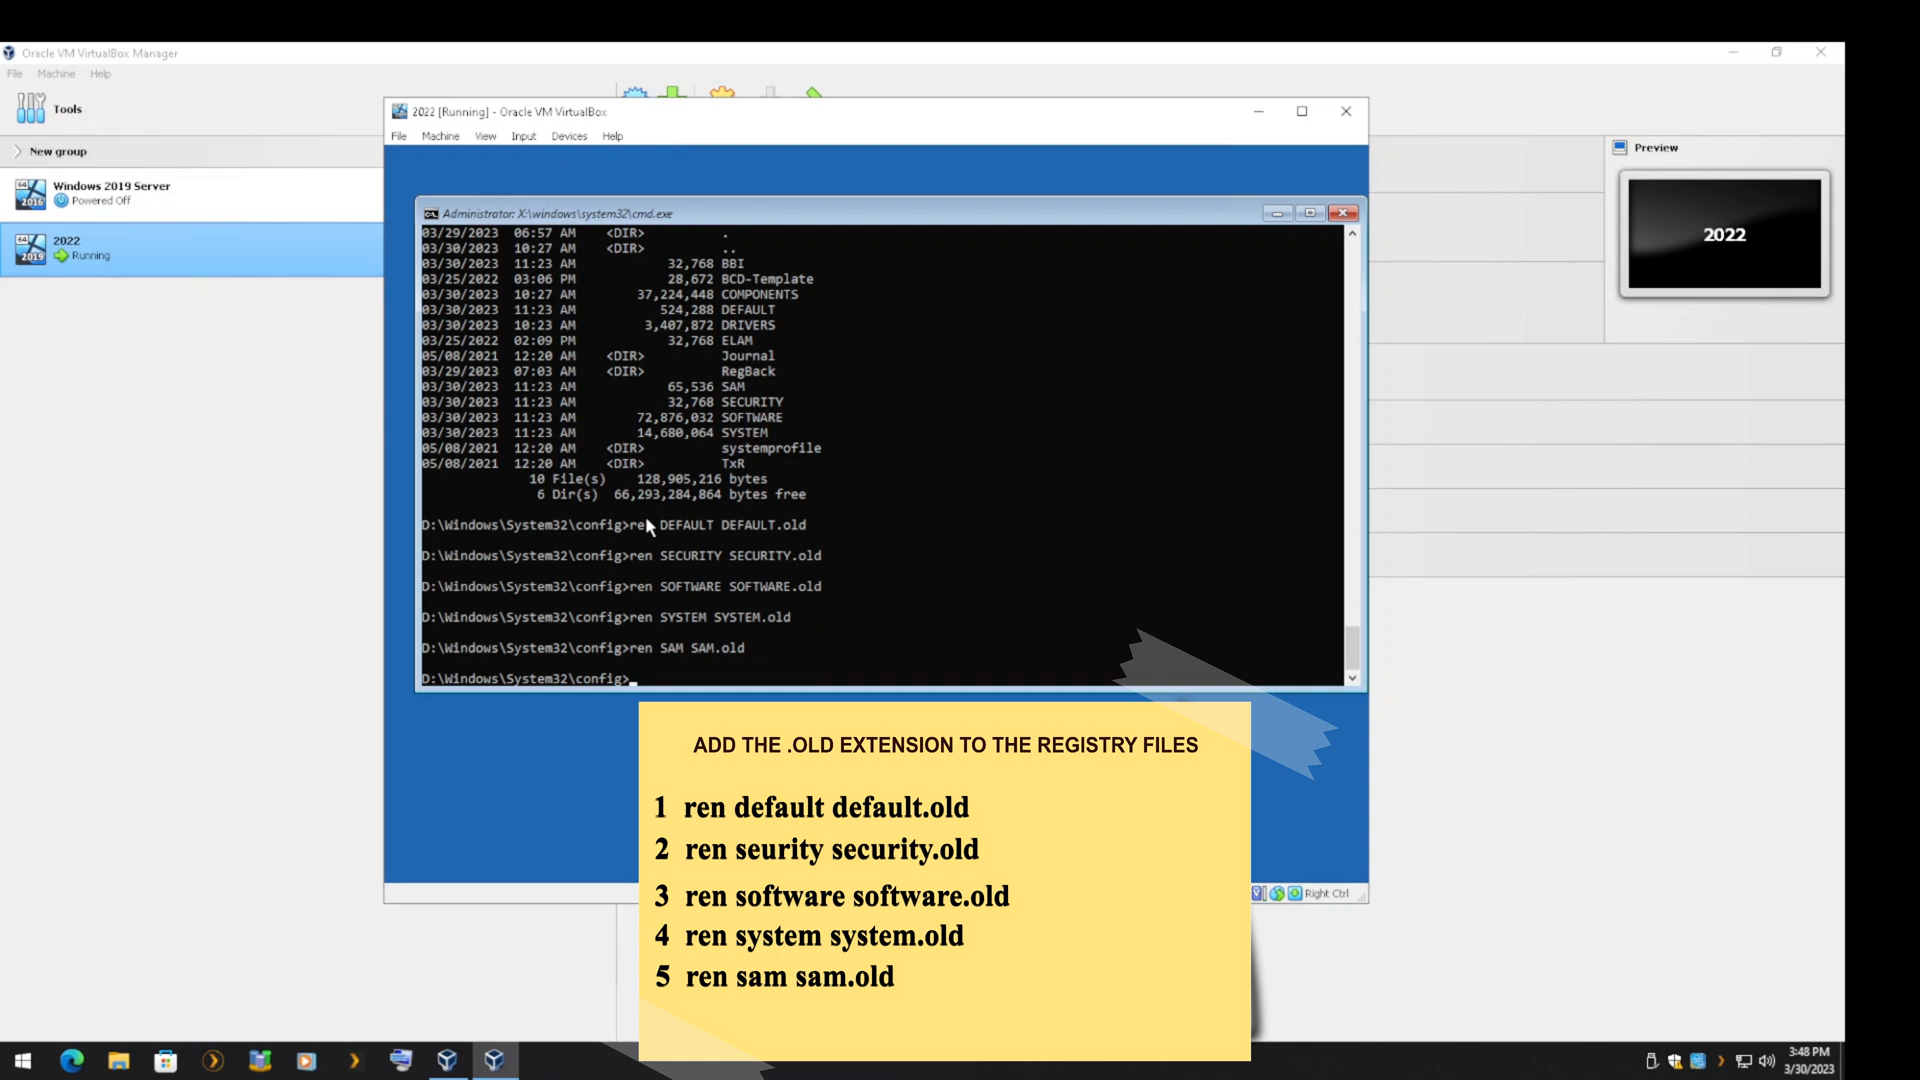 Oracle VM VirtualBox Manager
File Machine Help
Tools
New group
64 2016
Windows 2019 Server
Powered Off
64 2019
2022
Running
2022 [Running] - Oracle VM VirtualBox
File Machine View Input Devices Help
Preview
2022
Administrator: X:\windows\system32\cmd.exe
03/29/2023 06:57 AM <DIR> .
03/30/2023 10:27 AM <DIR> ..
03/30/2023 11:23 AM 32,768 BBI
03/25/2022 03:06 PM 28,672 BCD-Template
03/30/2023 10:27 AM 37,224,448 COMPONENTS
03/30/2023 11:23 AM 524,288 DEFAULT
03/30/2023 10:23 AM 3,407,872 DRIVERS
03/25/2022 02:09 PM 32,768 ELAM
05/08/2021 12:20 AM <DIR> Journal
03/29/2023 07:03 AM <DIR> RegBack
03/30/2023 11:23 AM 65,536 SAM
03/30/2023 11:23 AM 32,768 SECURITY
03/30/2023 11:23 AM 72,876,032 SOFTWARE
03/30/2023 11:23 AM 14,680,064 SYSTEM
05/08/2021 12:20 AM <DIR> systemprofile
05/08/2021 12:20 AM <DIR> TxR
10 File(s) 128,905,216 bytes
6 Dir(s) 66,293,284,864 bytes free
D:\Windows\System32\config>ren DEFAULT DEFAULT.old
D:\Windows\System32\config>ren SECURITY SECURITY.old
D:\Windows\System32\config>ren SOFTWARE SOFTWARE.old
D:\Windows\System32\config>ren SYSTEM SYSTEM.old
D:\Windows\System32\config>ren SAM SAM.old
D:\Windows\System32\config>
ADD THE .OLD EXTENSION TO THE REGISTRY FILES
1 ren default default.old
2 ren seurity security.old
3 ren software software.old
4 ren system system.old
5 ren sam sam.old
Right Ctrl
3:48 PM
3/30/2023